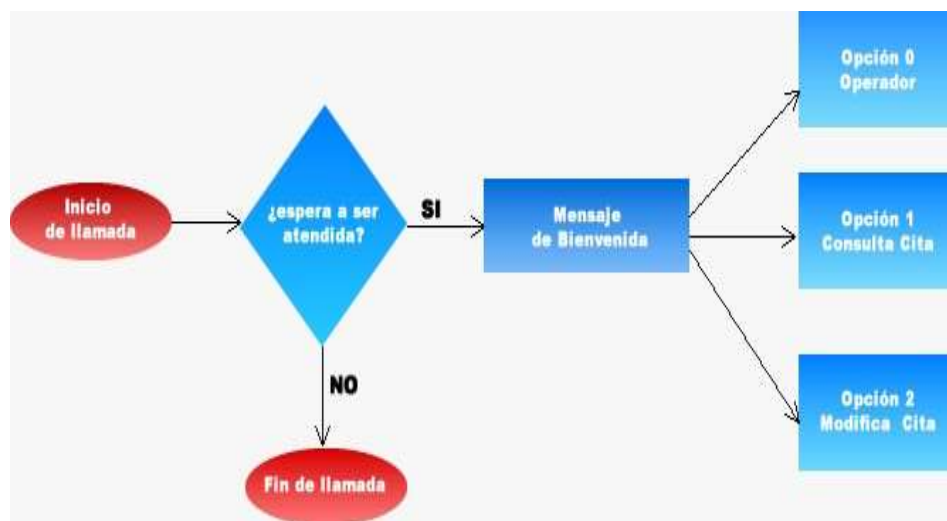 Inicio
de llamada
¿espera a ser
atendida?
SI
NO
Fin de llamada
Mensaje
de Bienvenida
Opción 0
Operador
Opción 1
Consulta Cita
Opción 2
Modifica Cita